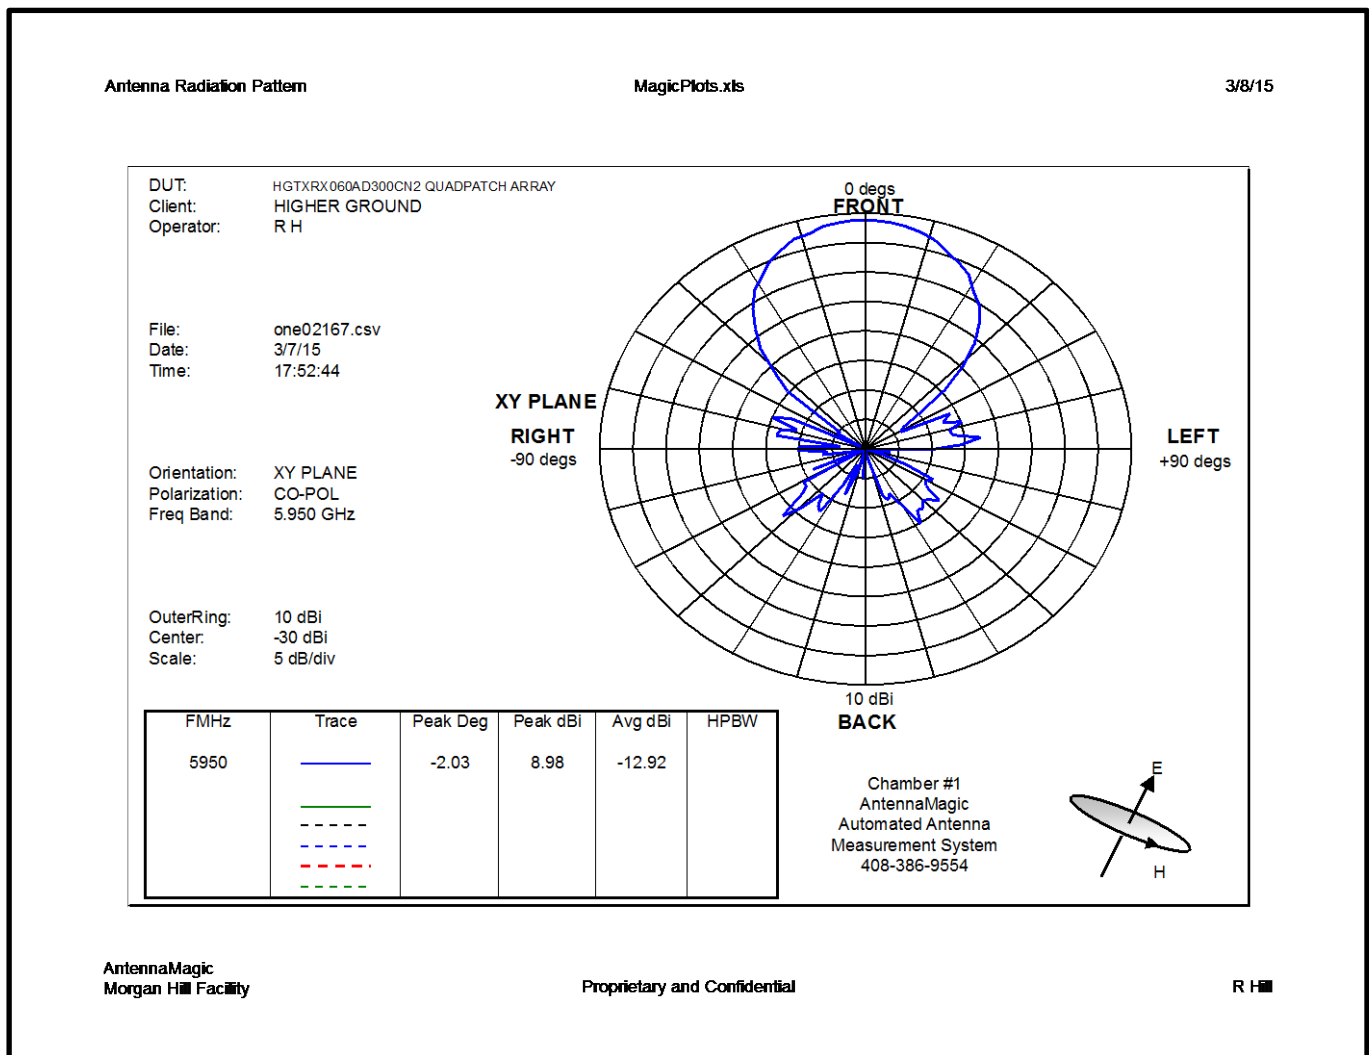 Antenna Radiation Pattern MagicPlots.xls 3/8/15
DUT: HGTXRX060AD300CN2 QUADPATCH ARRAY
Client: HIGHER GROUND
Operator: R H
File: one02167.csv
Date: 3/7/15
Time: 17:52:44
Orientation: XY PLANE
Polarization: CO-POL
Freq Band: 5.950 GHz
OuterRing: 10 dBi
Center: -30 dBi
Scale: 5 dB/div
0 degs
FRONT
XY PLANE
RIGHT
-90 degs
LEFT
+90 degs
10 dBi
BACK
FMHz Trace Peak Deg Peak dBi Avg dBi HPBW
5950 -2.03 8.98 -12.92
Chamber #1
AntennaMagic
Automated Antenna
Measurement System
408-386-9554
E
H
AntennaMagic
Morgan Hill Facility Proprietary and Confidential R Hill